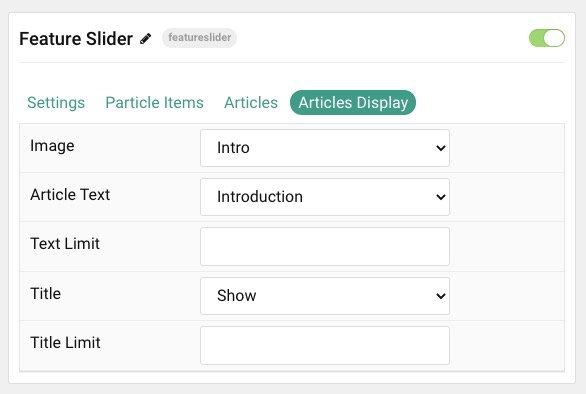 Feature Slider featureslider
Settings Particle Items Articles Articles Display
Image Intro
Article Text Introduction
Text Limit
Title Show
Title Limit